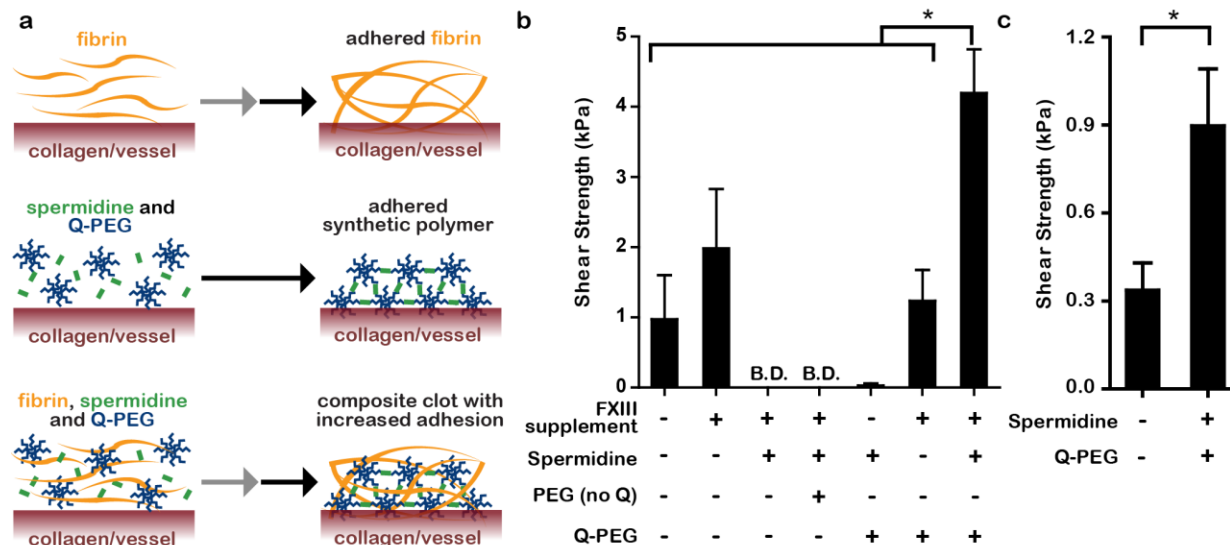 a
fibrin
adhered fibrin
collagen/vessel
collagen/vessel
spermidine and
Q-PEG
adhered
synthetic polymer
collagen/vessel
collagen/vessel
fibrin, spermidine
and Q-PEG
composite clot with
increased adhesion
collagen/vessel
collagen/vessel
b
*
Shear Strength (kPa)
5
4
3
2
1
0
B.D. B.D.
FXIII
supplement - + + + - + +
Spermidine - - + + + - +
PEG (no Q) - - - + - - -
Q-PEG - - - - + + +
c
*
Shear Strength (kPa)
1.2
0.9
0.6
0.3
0.0
Spermidine - +
Q-PEG - +